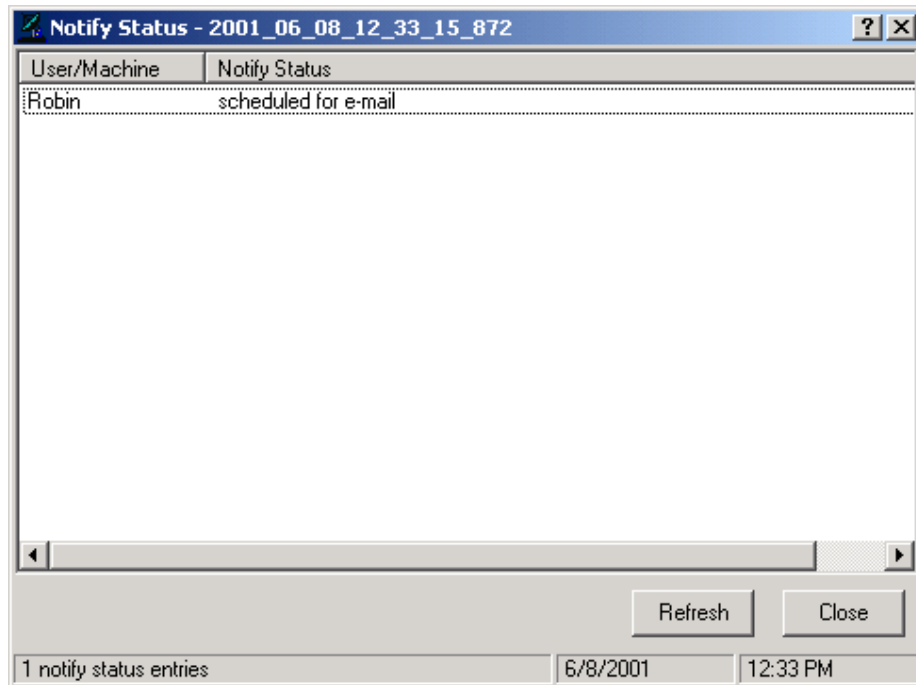 Notify Status - 2001_06_08_12_33_15_872
User/Machine Notify Status
Robin scheduled for e-mail
Refresh Close
1 notify status entries 6/8/2001 12:33 PM